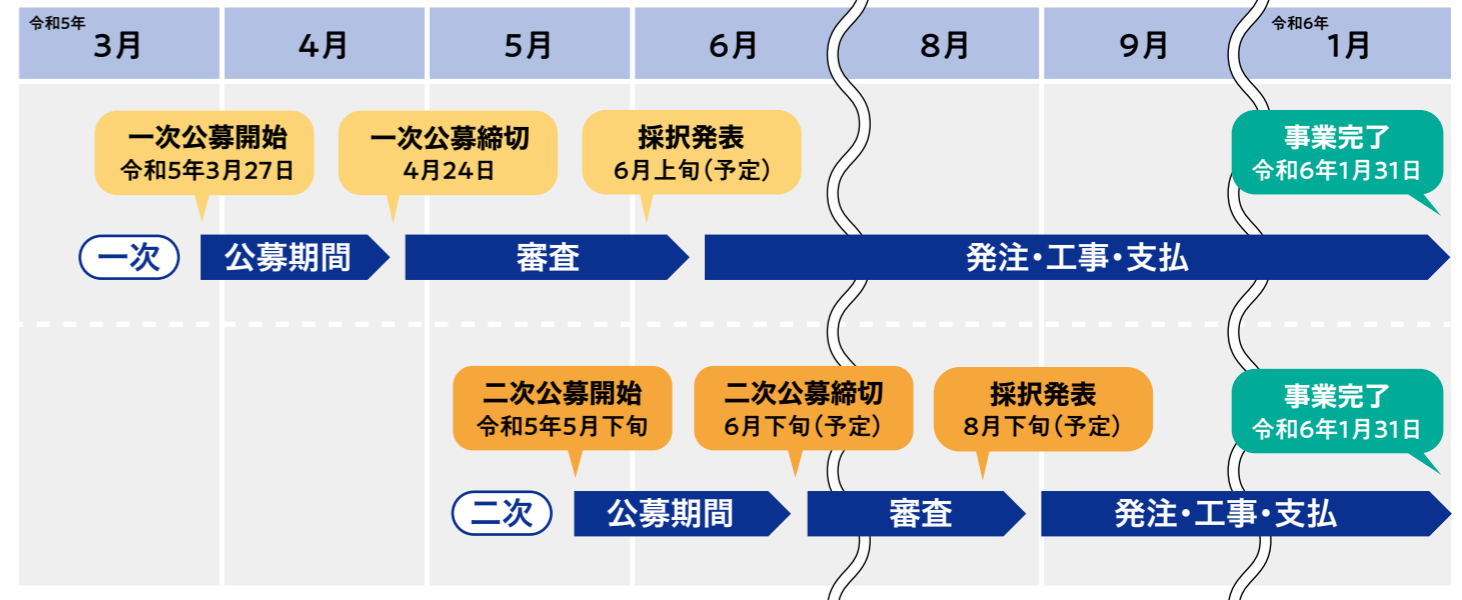 令和5年
3月
4月
5月
6月
8月
9月
令和6年
1月
一次公募開始
令和5年3月27日
一次公募締切
4月24日
採択発表
6月上旬(予定)
事業完了
令和6年1月31日
一次
公募期間
審査
発注・工事・支払
二次公募開始
令和5年5月下旬
二次公募締切
6月下旬(予定)
採択発表
8月下旬(予定)
事業完了
令和6年1月31日
二次
公募期間
審査
発注・工事・支払